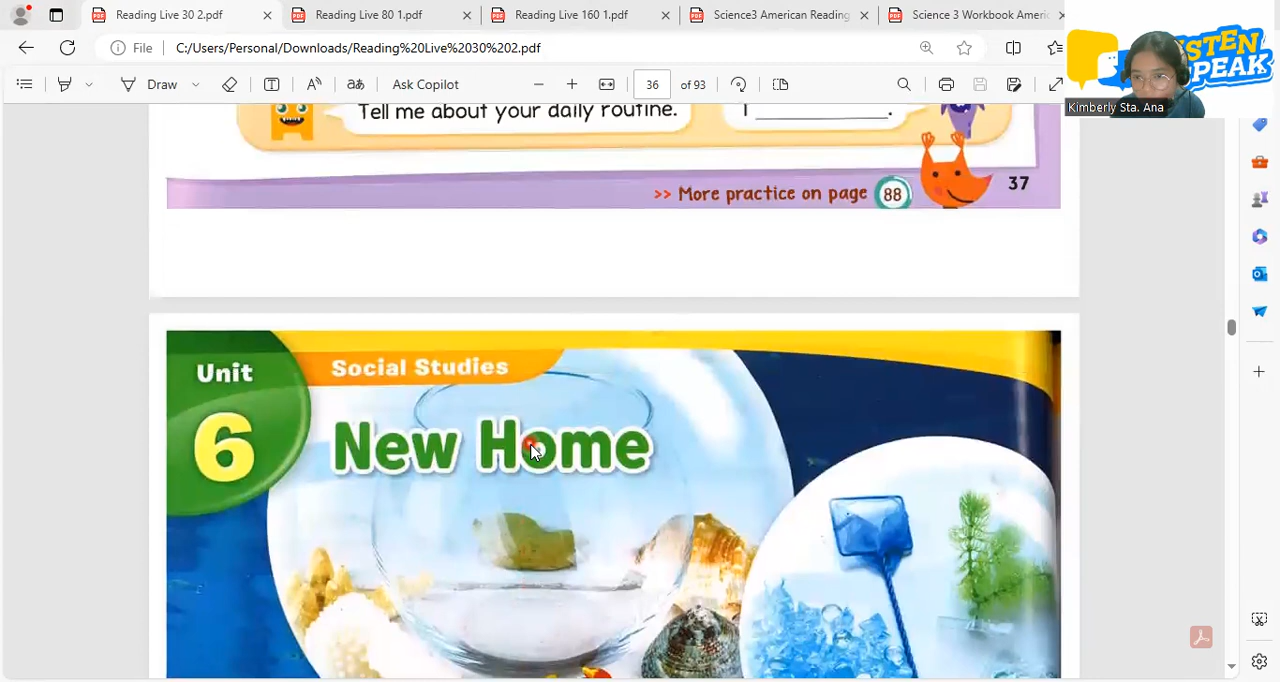 Reading Live 30 2.pdf
Reading Live 80 1.pdf
Reading Live 160 1.pdf
Science3 American Reading
Science 3 Workbook Ameri
File
C:/Users/Personal/Downloads/Reading%20Live%2030%202.pdf
Draw
Ask Copilot
36
of 93
Kimberly Sta. Ana
Tell me about your daily routine.
I ____________.
>> More practice on page 88
37
Unit
6
Social Studies
New Home